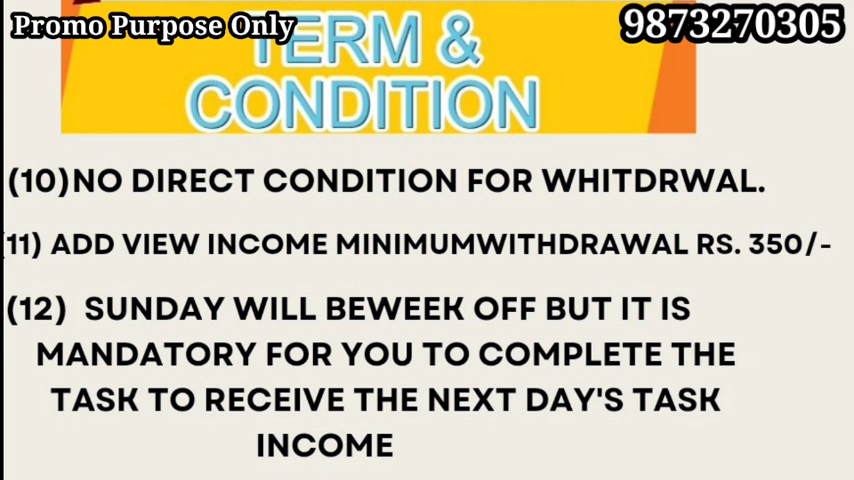 Promo Purpose Only
9873270305
TERM &
CONDITION
(10)NO DIRECT CONDITION FOR WHITDRWAL.
(11) ADD VIEW INCOME MINIMUMWITHDRAWAL RS. 350/-
(12) SUNDAY WILL BEWEEK OFF BUT IT IS
MANDATORY FOR YOU TO COMPLETE THE
TASK TO RECEIVE THE NEXT DAY'S TASK
INCOME